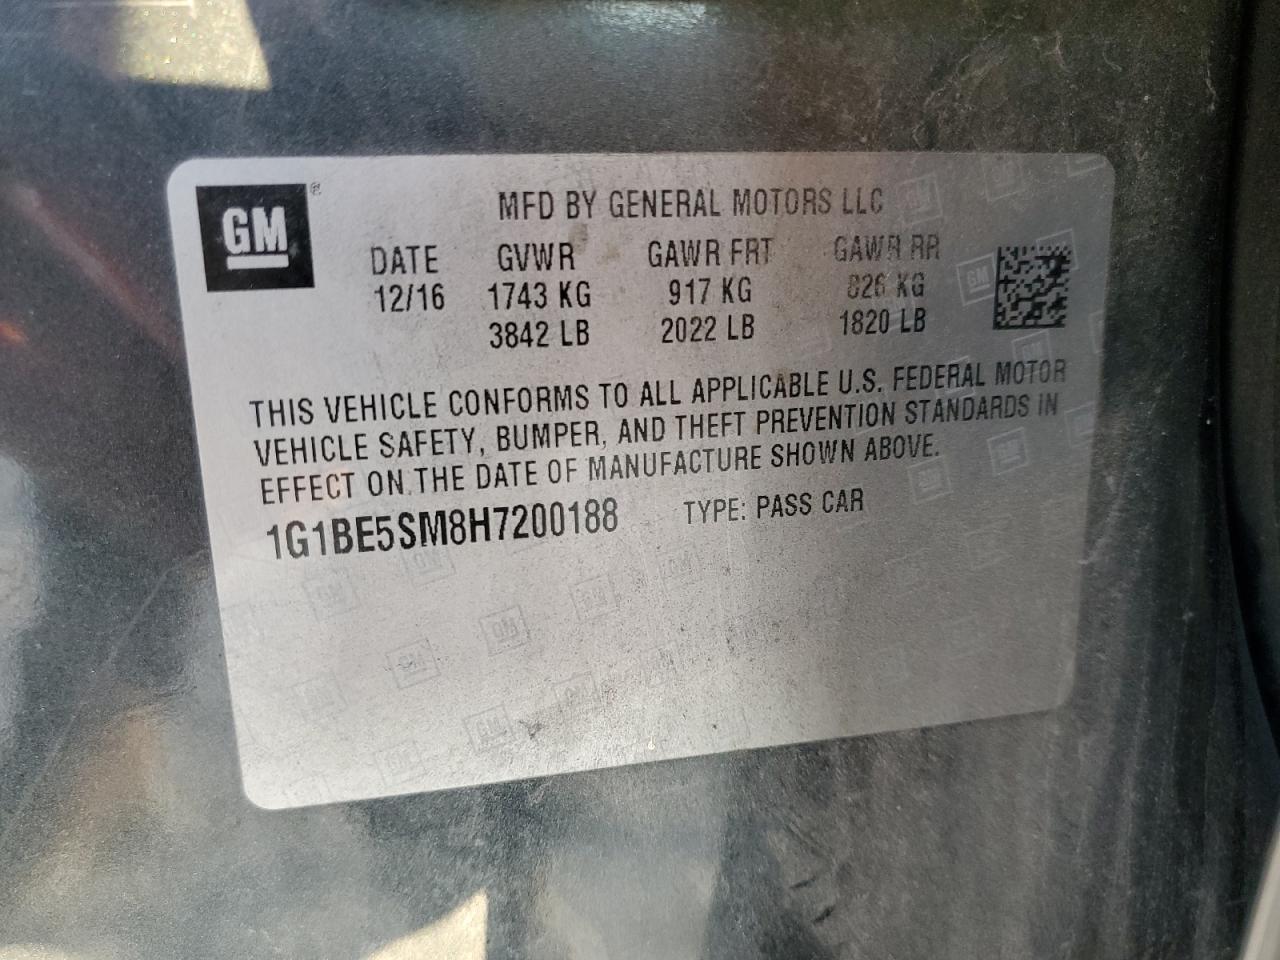 GM®
MFD BY GENERAL MOTORS LLC
DATE GVWR GAWR FRT GAWR RR
12/16 1743 KG 917 KG 826 KG
3842 LB 2022 LB 1820 LB
THIS VEHICLE CONFORMS TO ALL APPLICABLE U.S. FEDERAL MOTOR
VEHICLE SAFETY, BUMPER, AND THEFT PREVENTION STANDARDS IN
EFFECT ON THE DATE OF MANUFACTURE SHOWN ABOVE.
1G1BE5SM8H7200188 TYPE: PASS CAR